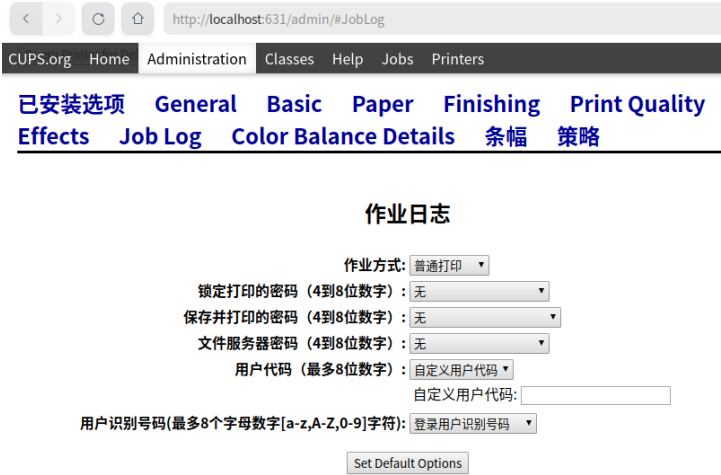 http://localhost:631/admin/#JobLog
CUPS.org Home Administration Classes Help Jobs Printers
已安装选项 General Basic Paper Finishing Print Quality
Effects Job Log Color Balance Details 条幅 策略
作业日志
作业方式: 普通打印
锁定打印的密码（4到8位数字）: 无
保存并打印的密码（4到8位数字）: 无
文件服务器密码（4到8位数字）: 无
用户代码（最多8位数字）: 自定义用户代码
自定义用户代码:
用户识别号码(最多8个字母数字[a-z,A-Z,0-9]字符): 登录用户识别号码
Set Default Options